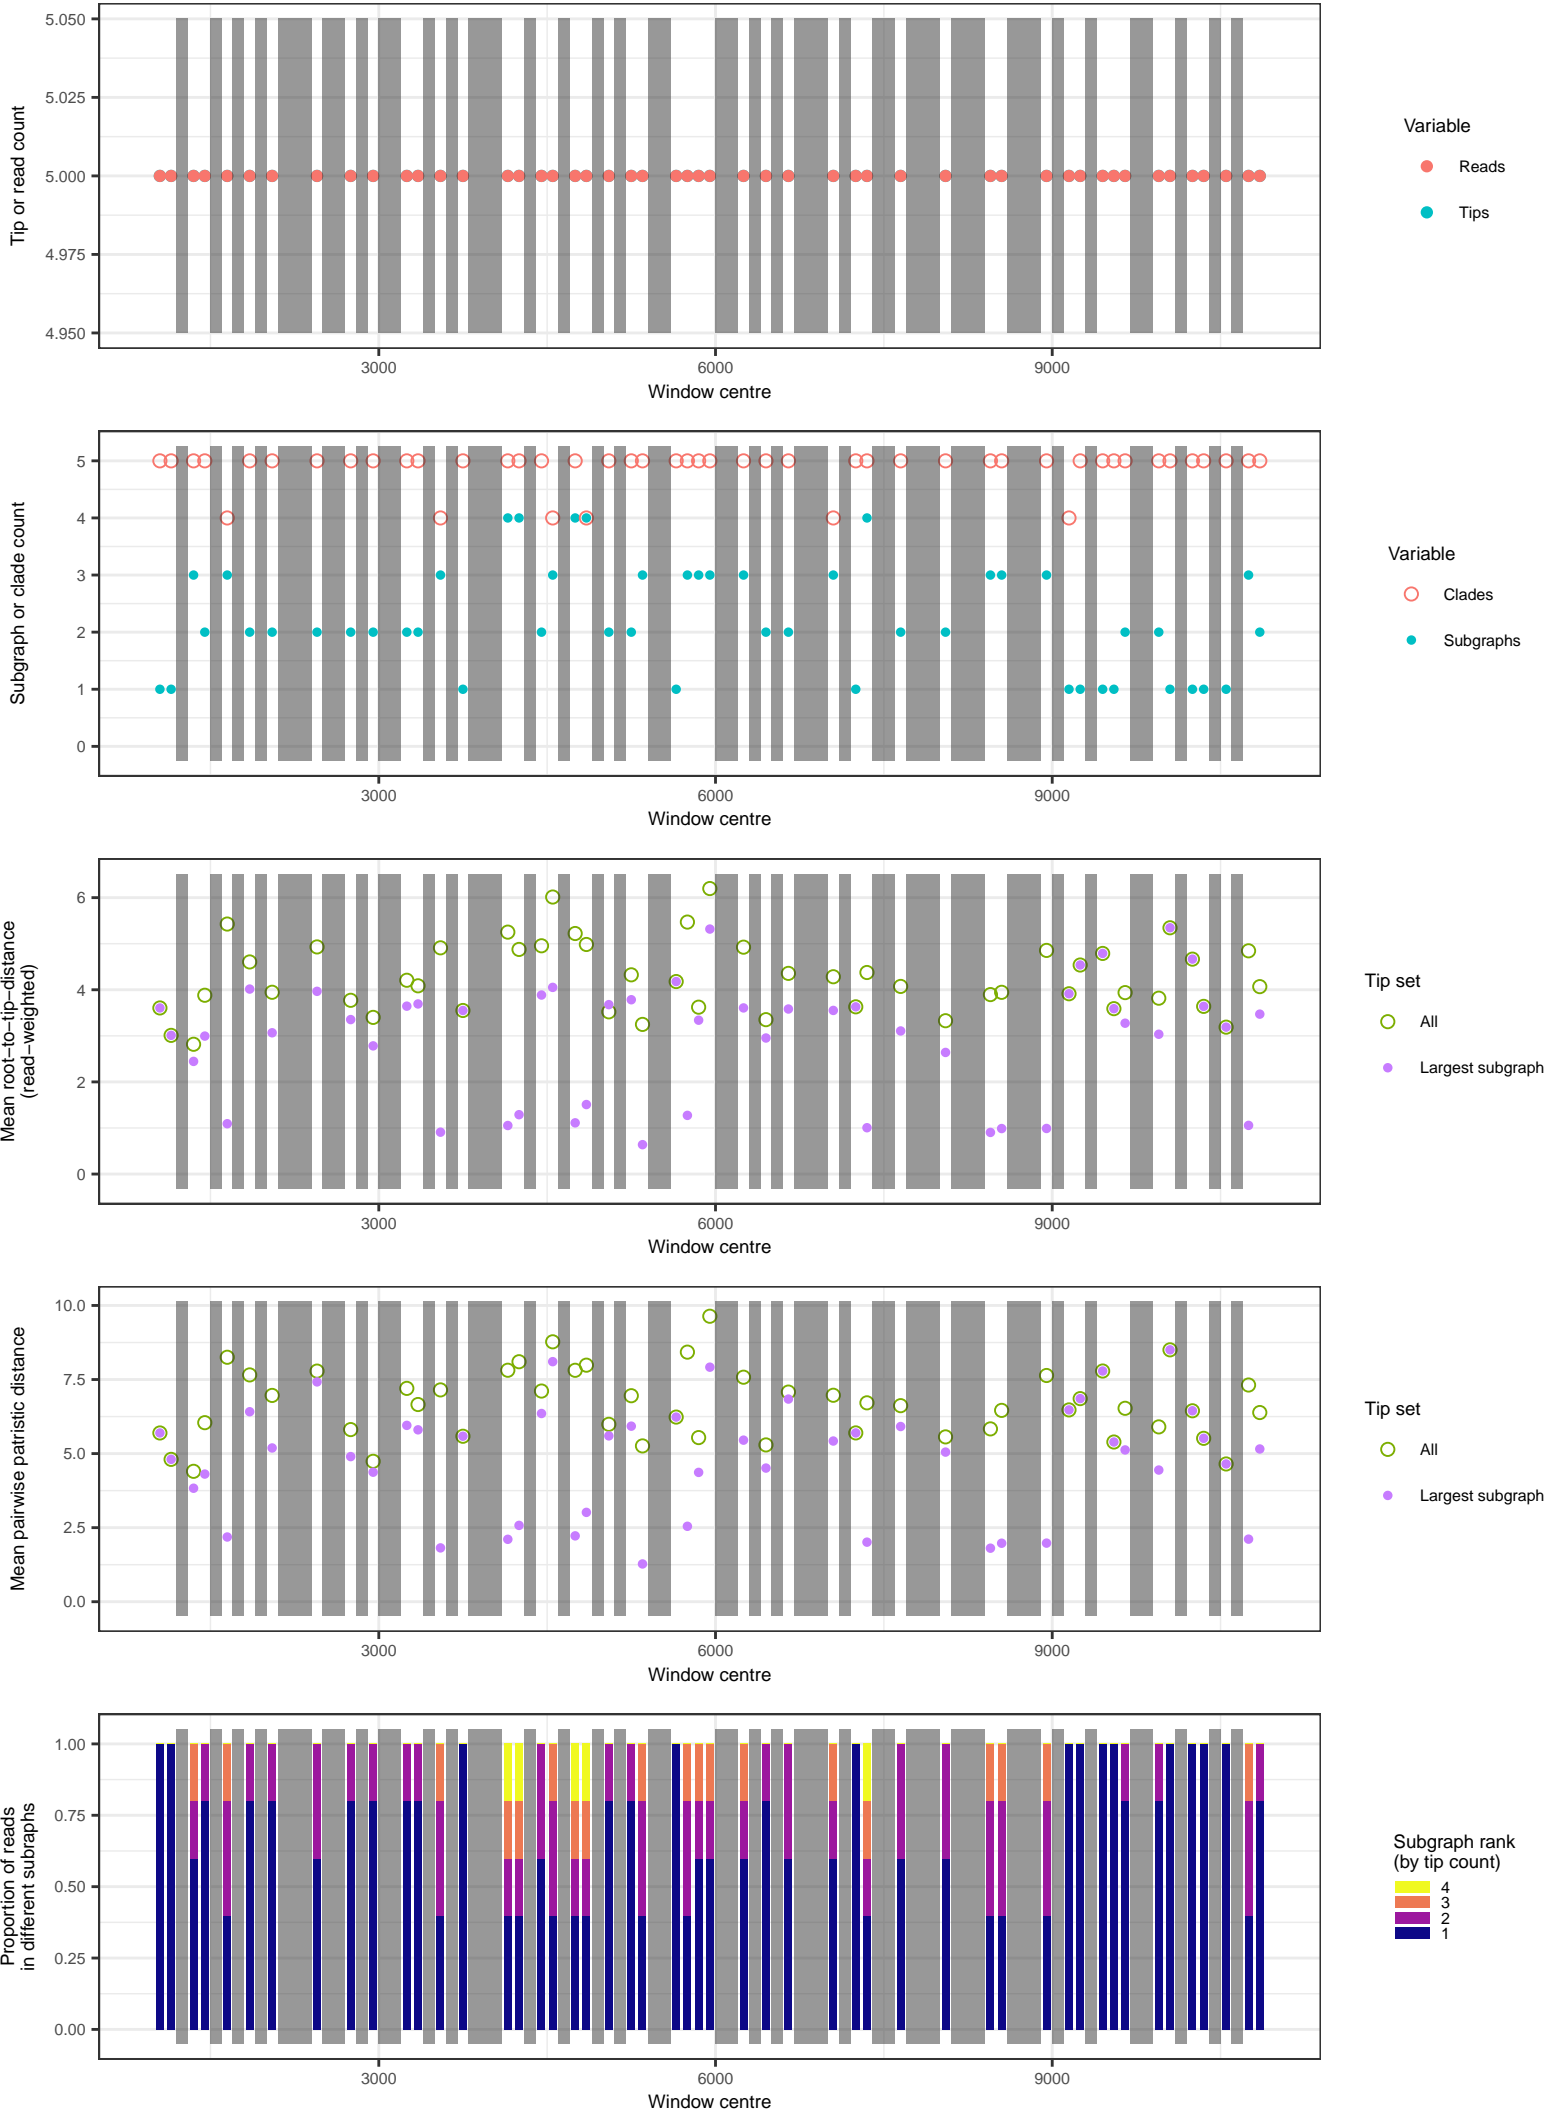 5.050
5.025
5.000
4.975
4.950
Tip or read count
3000
6000
9000
Window centre
Variable
Reads
Tips
5
4
3
2
1
0
Subgraph or clade count
3000
6000
9000
Window centre
Variable
Clades
Subgraphs
6
4
2
0
Mean root−to−tip−distance
(read−weighted)
3000
6000
9000
Window centre
Tip set
All
Largest subgraph
10.0
7.5
5.0
2.5
0.0
Mean pairwise patristic distance
3000
6000
9000
Window centre
Tip set
All
Largest subgraph
1.00
0.75
0.50
0.25
0.00
Proportion of reads
in different subraphs
3000
6000
9000
Window centre
Subgraph rank
(by tip count)
4
3
2
1